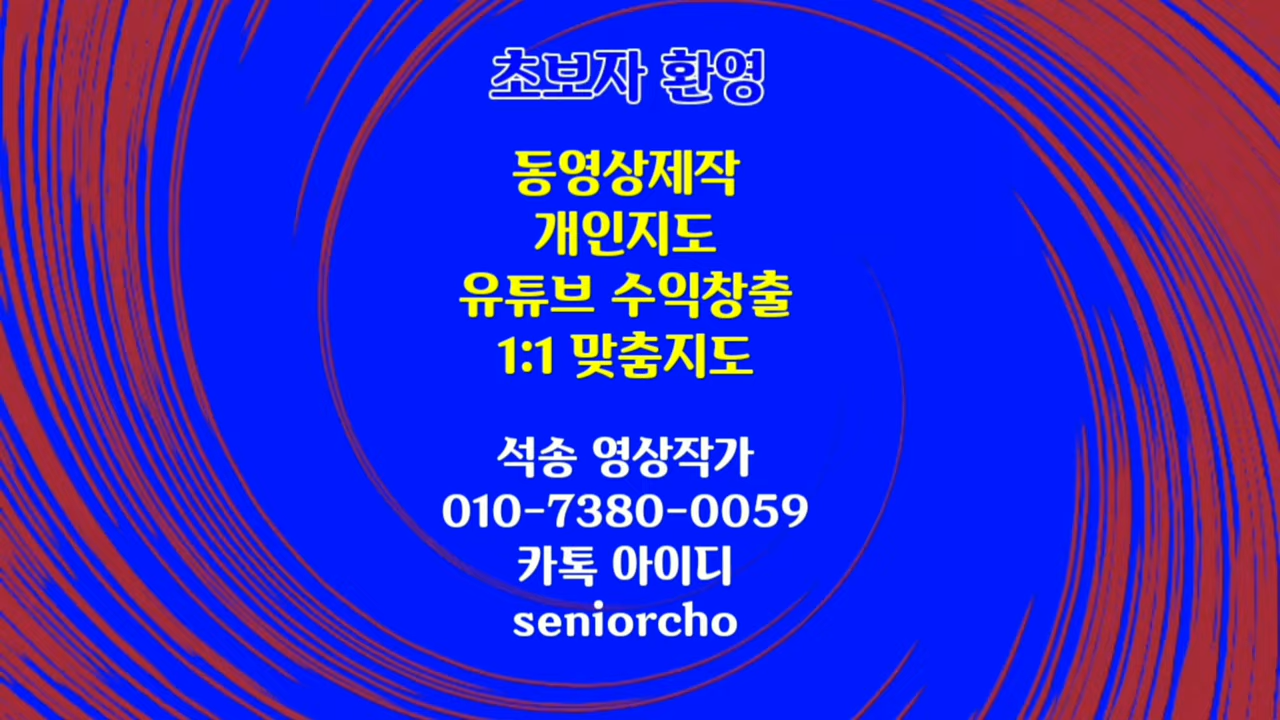 초보자 환영
동영상제작
개인지도
유튜브 수익창출
1:1 맞춤지도
석송 영상작가
010-7380-0059
카톡 아이디
seniorcho